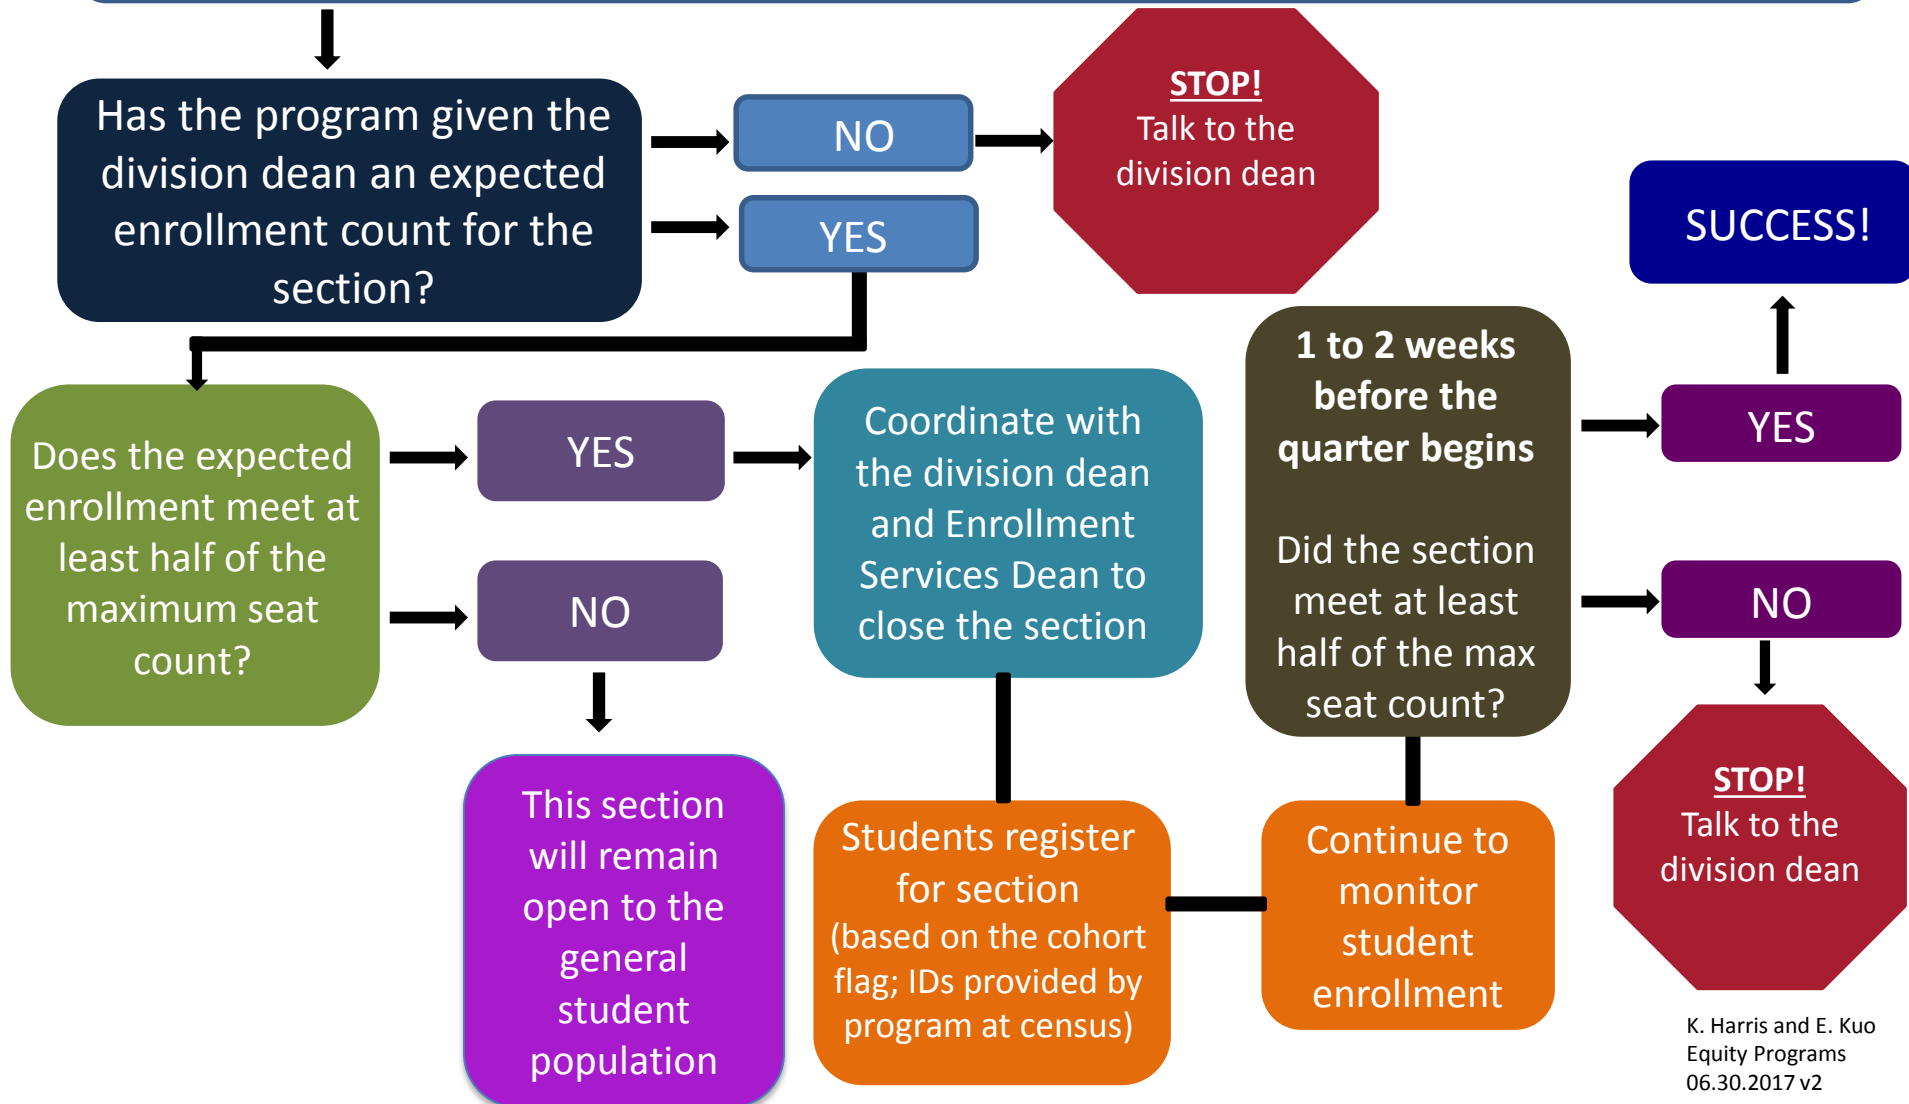 Has the program given the
division dean an expected
enrollment count for the
section?
NO
YES
STOP!
Talk to the
division dean
SUCCESS!
Does the expected
enrollment meet at
least half of the
maximum seat
count?
YES
NO
Coordinate with
the division dean
and Enrollment
Services Dean to
close the section
1 to 2 weeks
before the
quarter begins
Did the section
meet at least
half of the max
seat count?
YES
NO
This section
will remain
open to the
general
student
population
Students register
for section
(based on the cohort
flag; IDs provided by
program at census)
Continue to
monitor
student
enrollment
STOP!
Talk to the
division dean
K. Harris and E. Kuo
Equity Programs
06.30.2017 v2